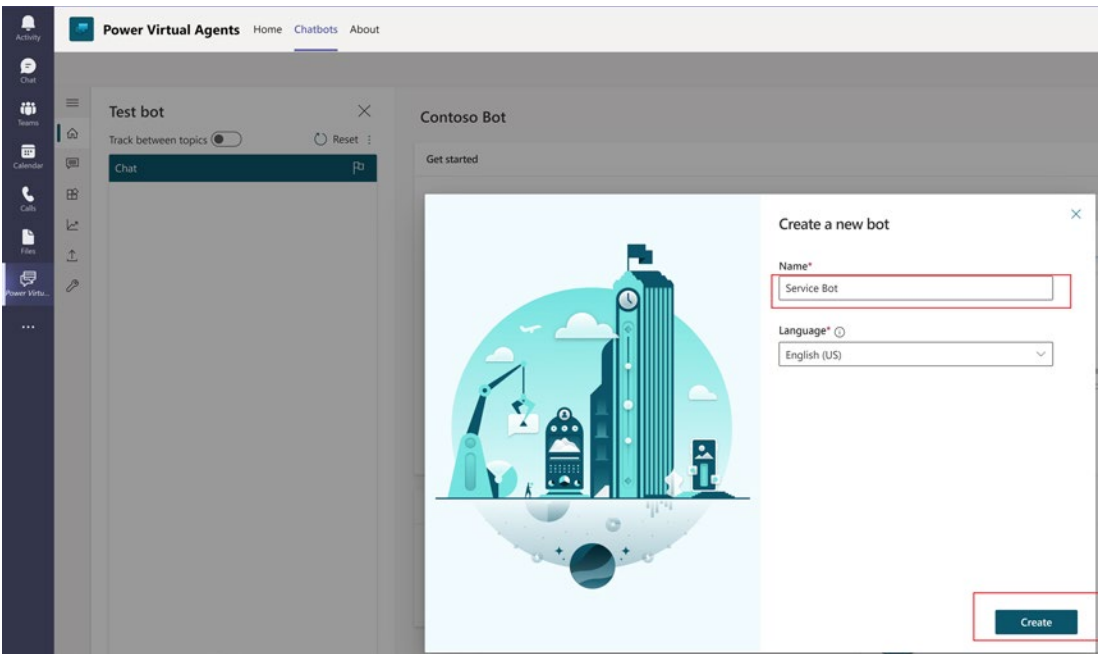 Activity
Chat
Teams
Calendar
Calls
Files
Power Virtu...
Power Virtual Agents Home Chatbots About
Test bot
Track between topics Reset
Chat
Contoso Bot
Get started
Create a new bot
Name*
Service Bot
Language*
English (US)
Create